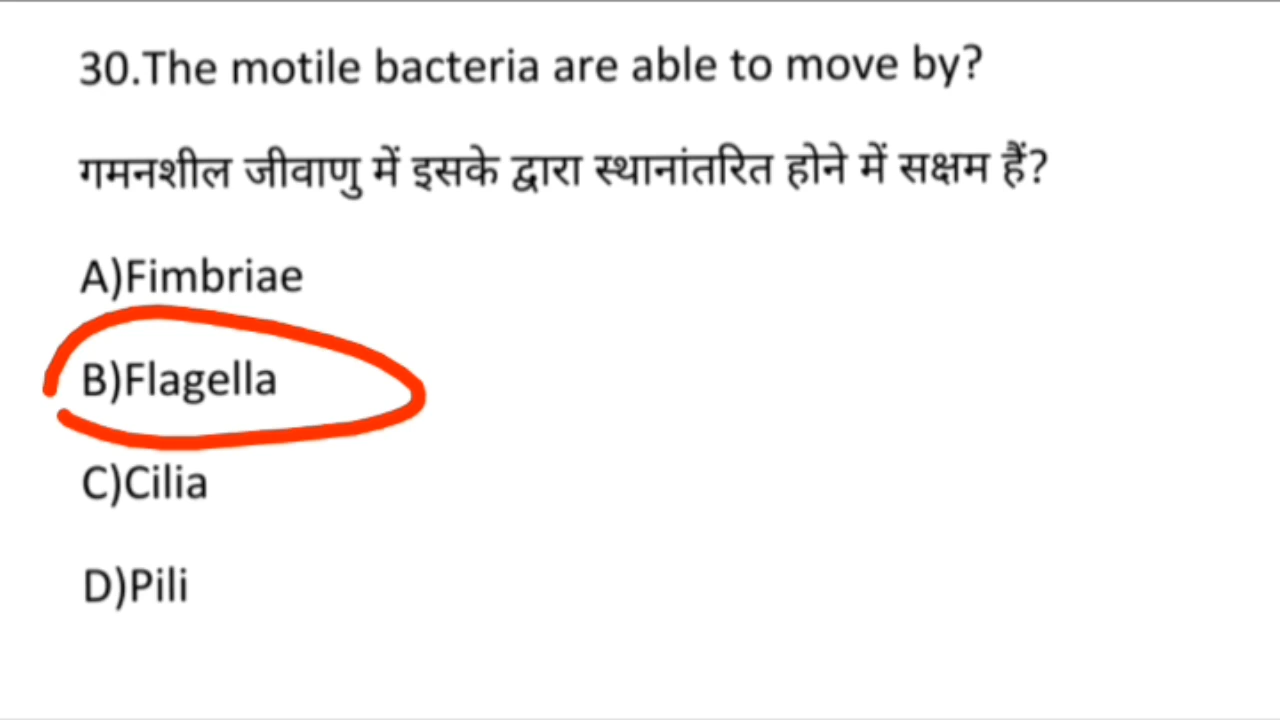 30.The motile bacteria are able to move by?
गमनशील जीवाणु में इसके द्वारा स्थानांतरित होने में सक्षम हैं?
A)Fimbriae
B)Flagella
C)Cilia
D)Pili